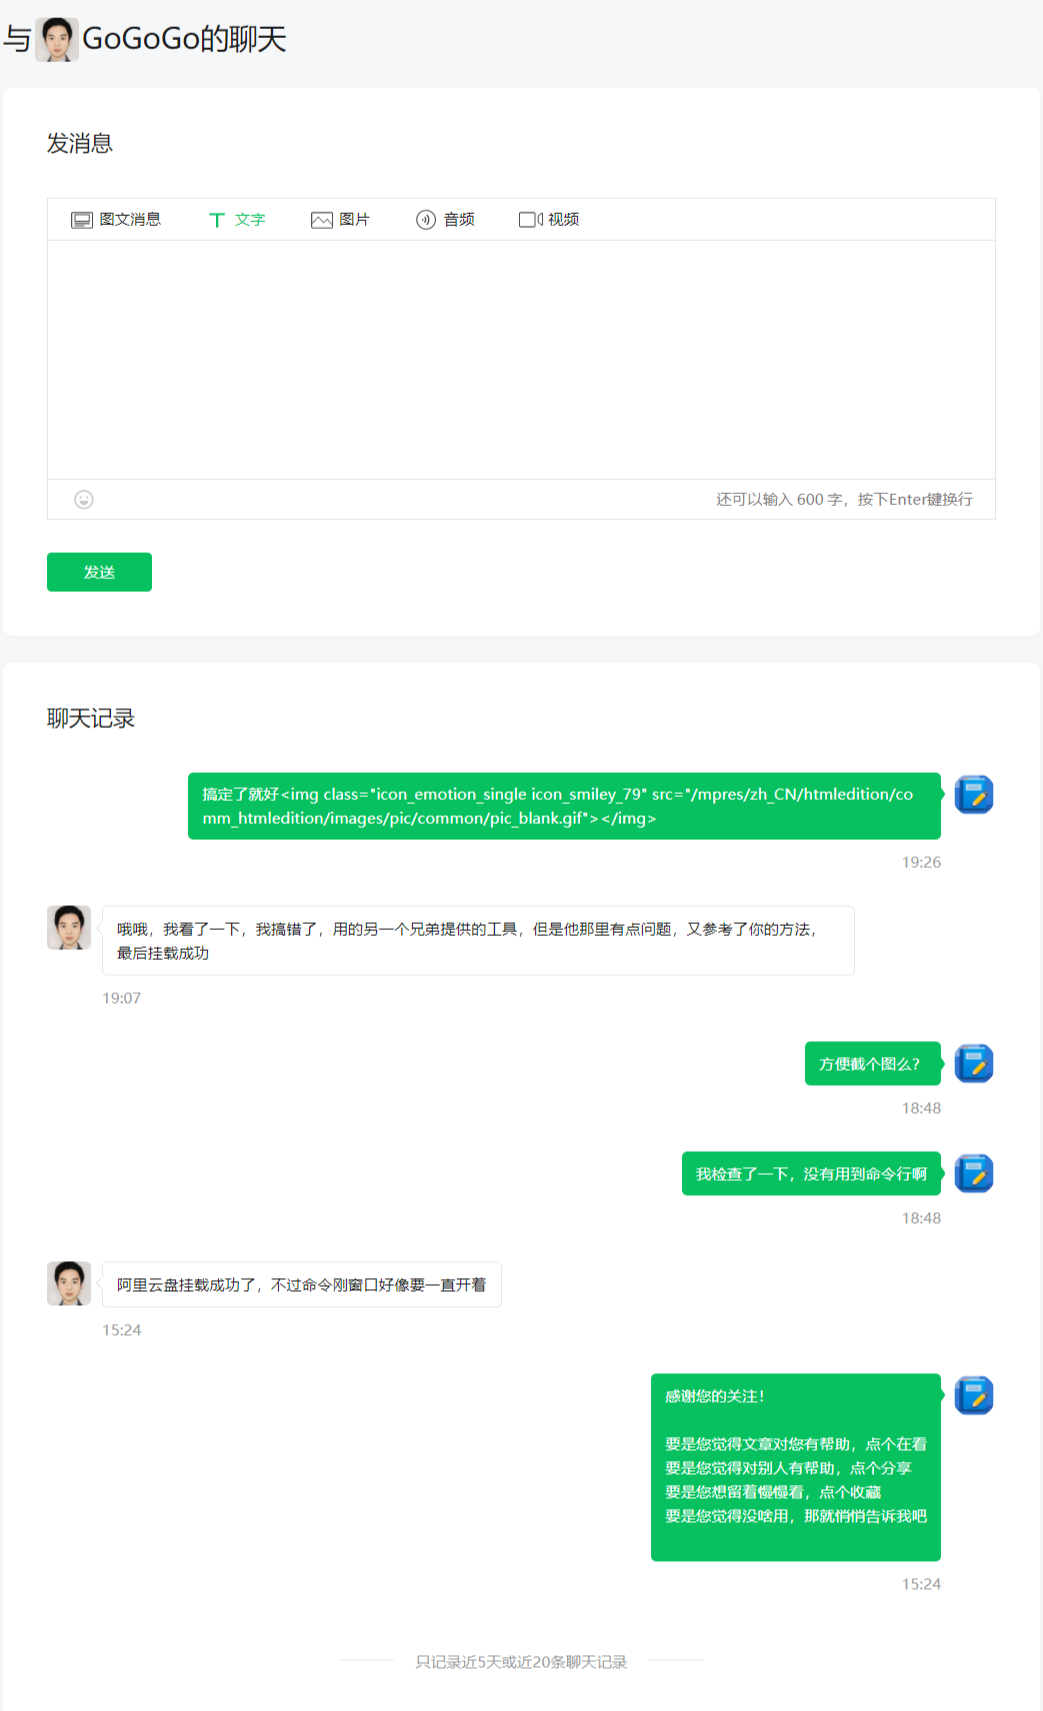 与GoGoGo的聊天
发消息
图文消息 文字 图片 音频 视频
还可以输入 600 字，按下Enter键换行
发送
聊天记录
搞定了就好<img class="icon_emotion_single icon_smiley_79" src="/mpres/zh_CN/htmledition/co
mm_htmledition/images/pic/common/pic_blank.gif"></img>
19:26
哦哦，我看了一下，我搞错了，用的另一个兄弟提供的工具，但是他那里有点问题，又参考了你的方法，
最后挂载成功
19:07
方便截个图么？
18:48
我检查了一下，没有用到命令行啊
18:48
阿里云盘挂载成功了，不过命令刚窗口好像要一直开着
15:24
感谢您的关注！
要是您觉得文章对您有帮助，点个在看
要是您觉得对别人有帮助，点个分享
要是您想留着慢慢看，点个收藏
要是您觉得没啥用，那就悄悄告诉我吧
15:24
只记录近5天或近20条聊天记录